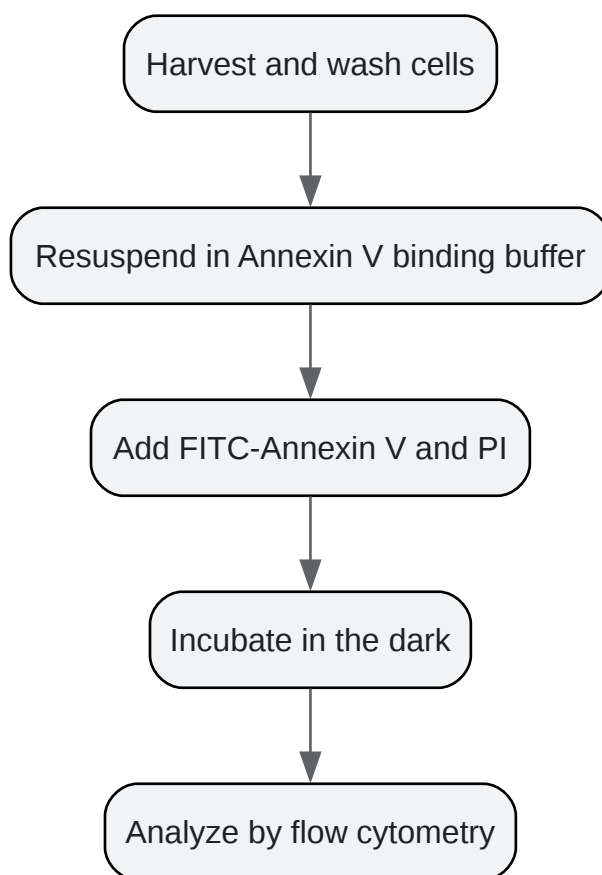 Harvest and wash cells
Resuspend in Annexin V binding buffer
Add FITC-Annexin V and PI
Incubate in the dark
Analyze by flow cytometry